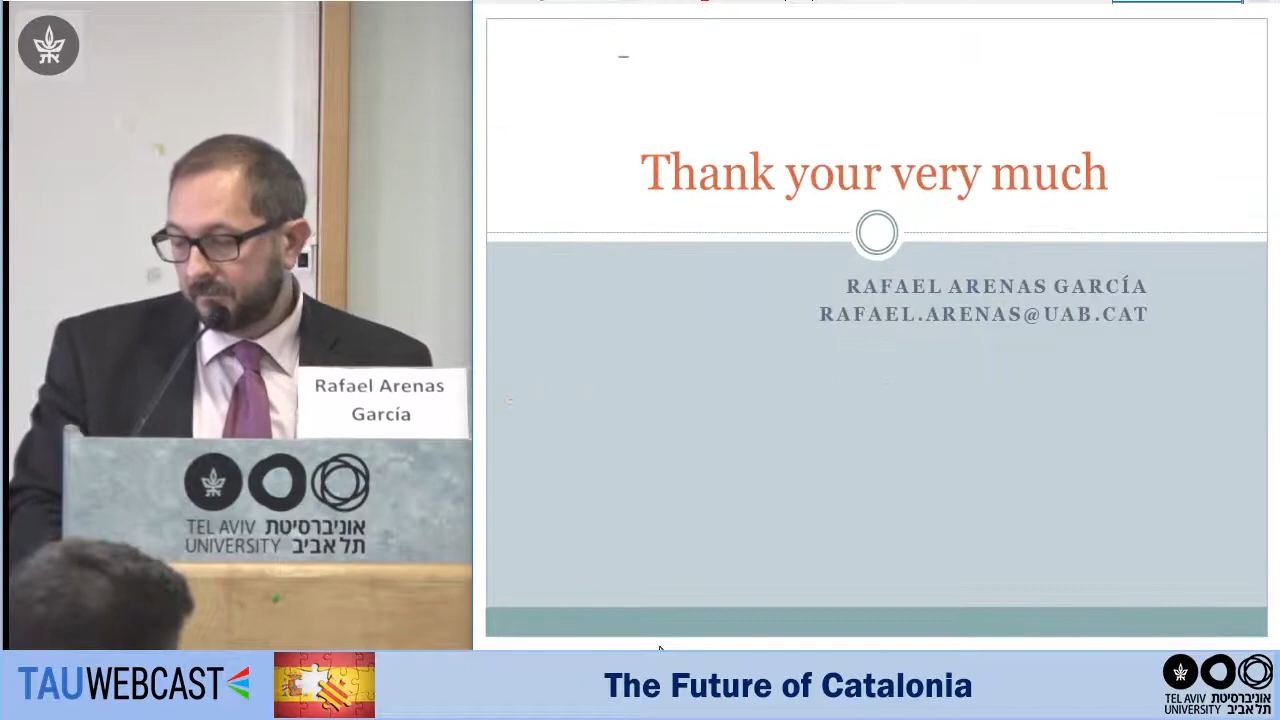 Thank your very much
RAFAEL ARENAS GARCÍA
RAFAEL.ARENAS@UAB.CAT
Rafael Arenas
García
TEL AVIV אוניברסיטת
UNIVERSITY תל אביב
TAUWEBCAST
The Future of Catalonia
TEL AVIV אוניברסיטת
UNIVERSITY תל אביב